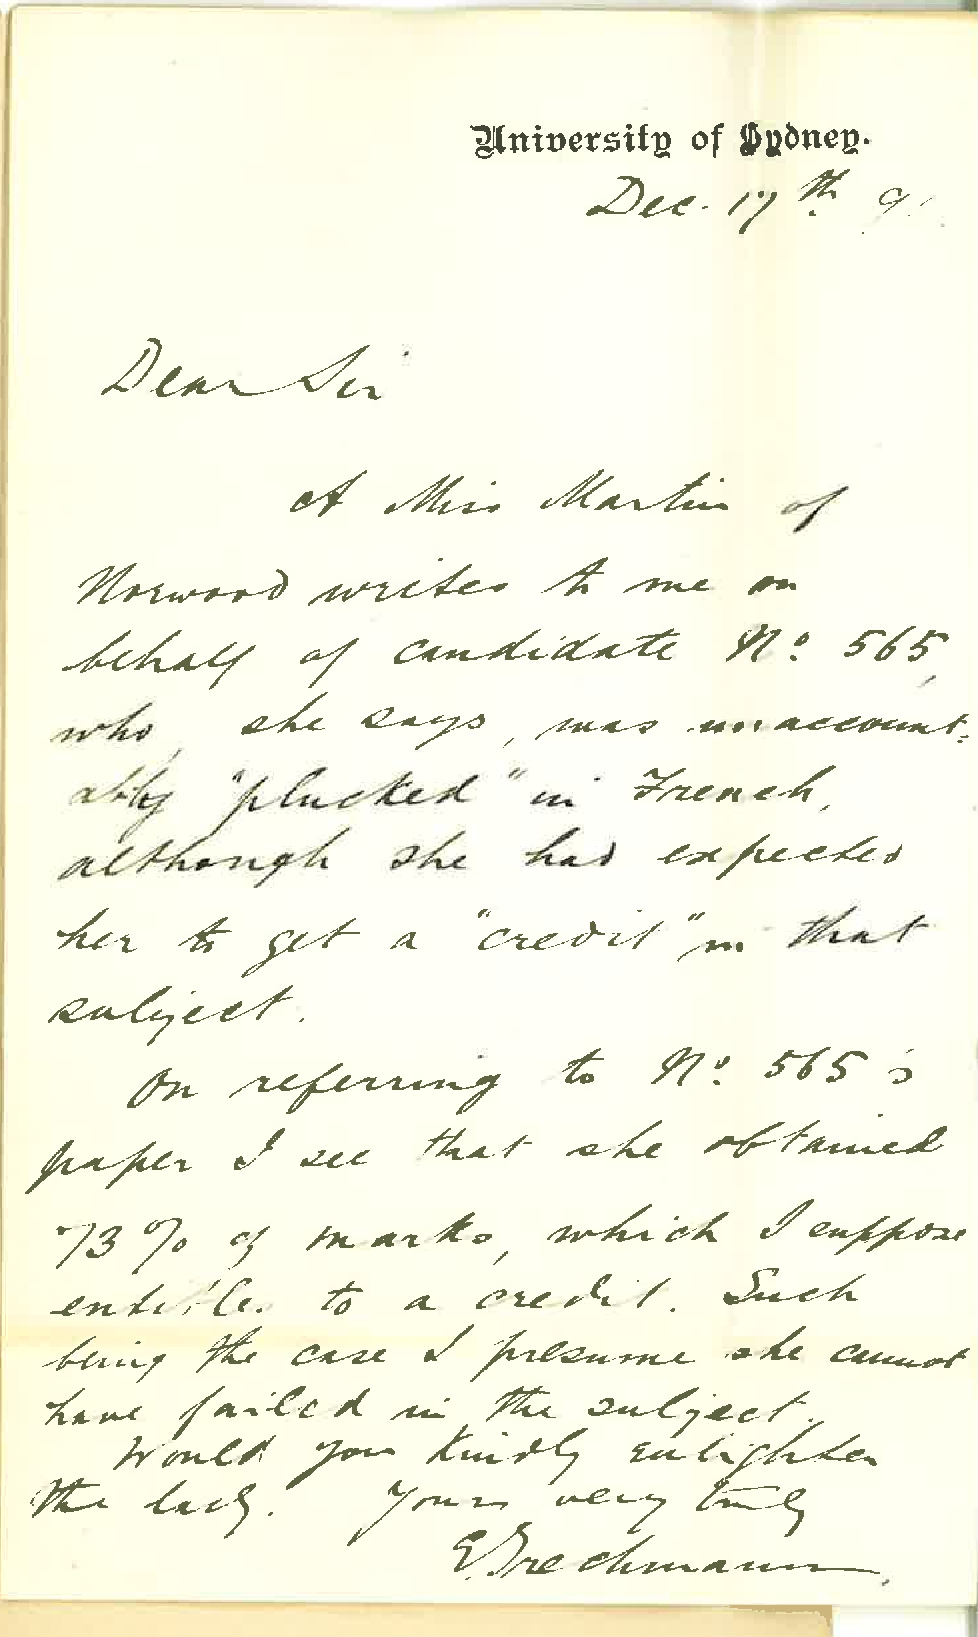 University of Sydney.
Dec. 17th 9
Dear Sir
A Miss Martin of
Norwood writes to me on
behalf of candidate No. 565,
who, she says, was unaccount-
ably "plucked" in French,
although she had expected
her to get a "credit" in that
subject.
On referring to No. 565's
paper I see that she obtained
73% of marks, which I suppose
entitles to a credit. Such
being the case I presume she cannot
have failed in the subject.
Would you kindly enlighten
the lady. Yours very truly
E.